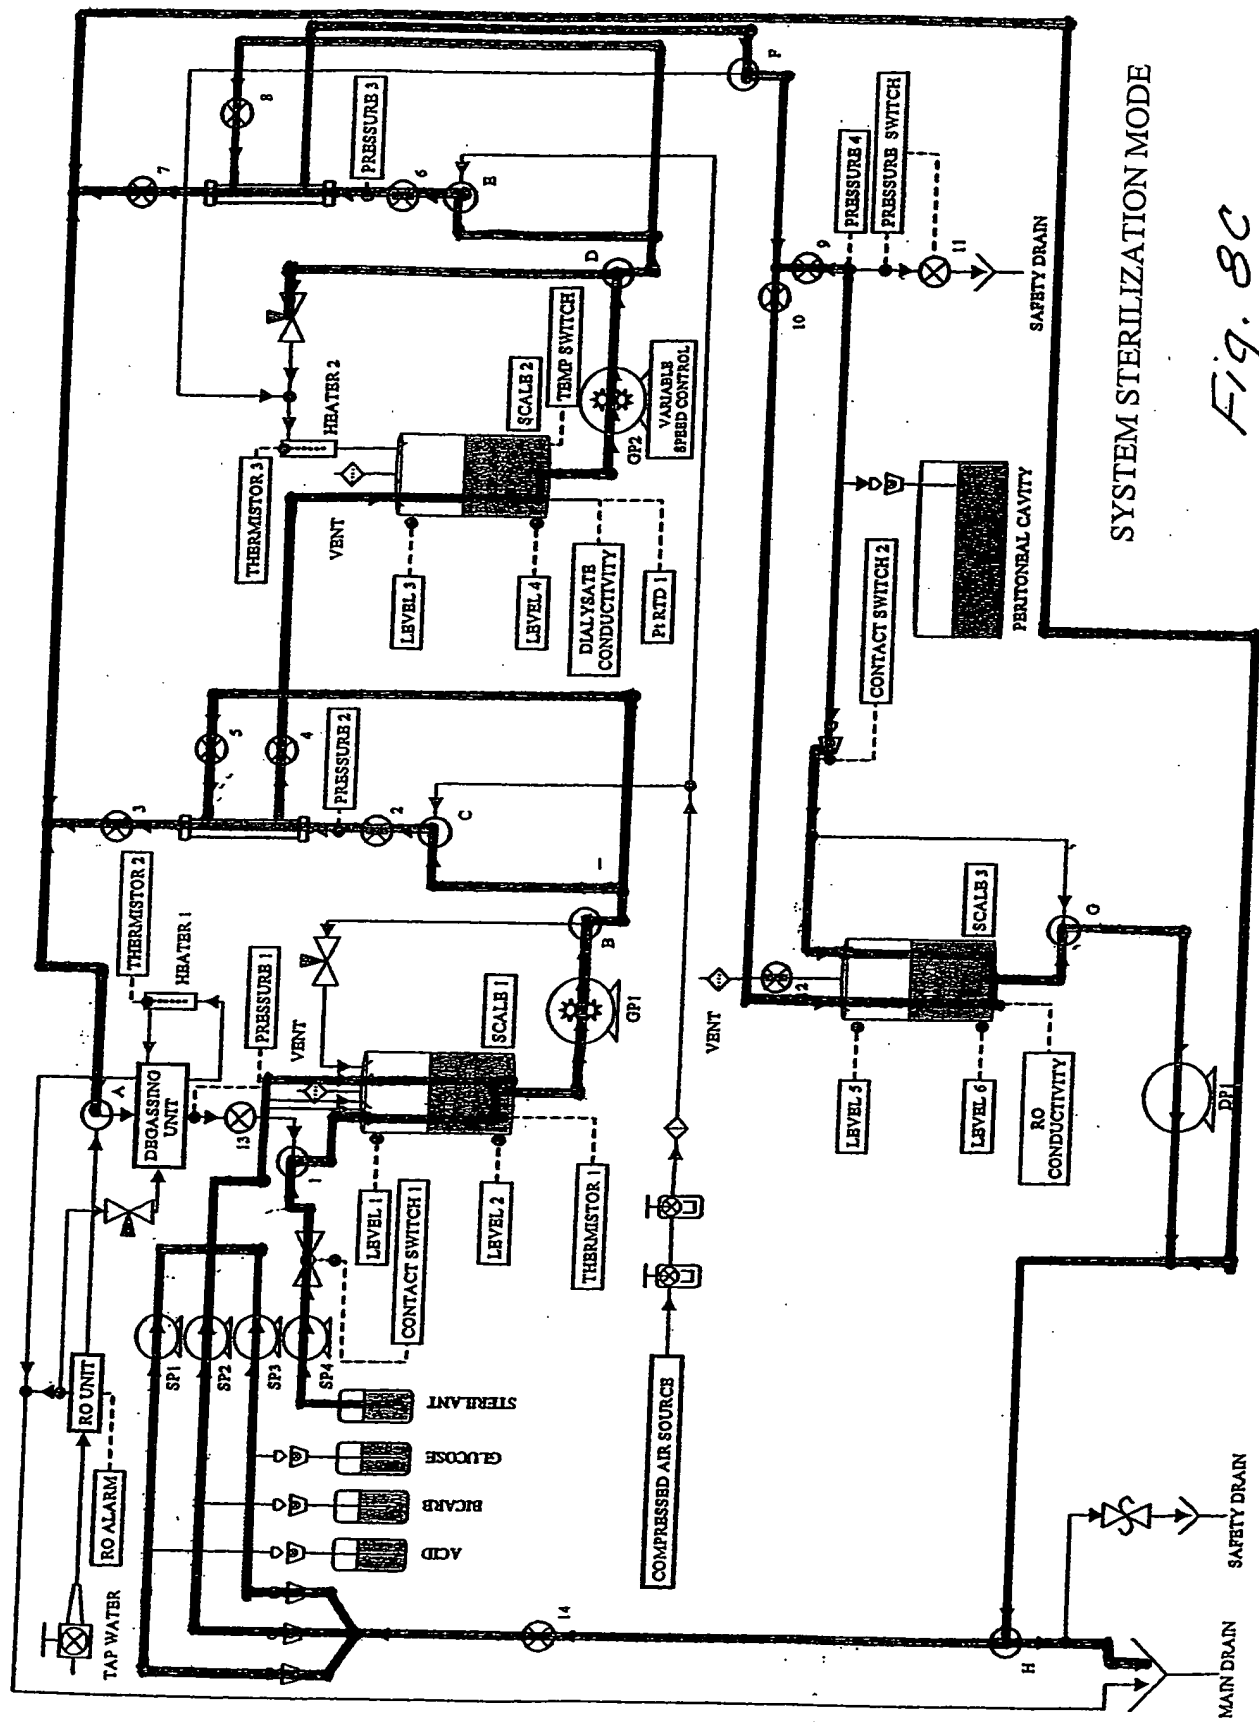 TAP WATER
RO ALARM
RO UNIT
A
DEGASSING
UNIT
THERMISTOR 2
HEATER 1
PRESSURE 1
13
VENT
I
SP1
SP2
SP3
SP4
ACID
BICARB
GLUCOSE
STERILANT
CONTACT SWITCH 1
LEVEL 1
LEVEL 2
THERMISTOR 1
SCALE 1
GP1
B
C
2
PRESSURE 2
3
4
5
THERMISTOR 3
HEATER 2
VENT
LEVEL 3
LEVEL 4
DIALYSATE
CONDUCTIVITY
Pt RTD 1
SCALE 2
TEMP SWITCH
GP2
VARIABLE
SPEED CONTROL
D
E
6
PRESSURE 3
7
8
F
COMPRESSED AIR SOURCE
9
10
PRESSURE 4
PRESSURE SWITCH
11
SAFETY DRAIN
PERITONEAL CAVITY
CONTACT SWITCH 2
VENT
12
LEVEL 5
LEVEL 6
RO
CONDUCTIVITY
SCALE 3
G
DP1
14
H
MAIN DRAIN
SAFETY DRAIN
SYSTEM STERILIZATION MODE
Fig. 8C